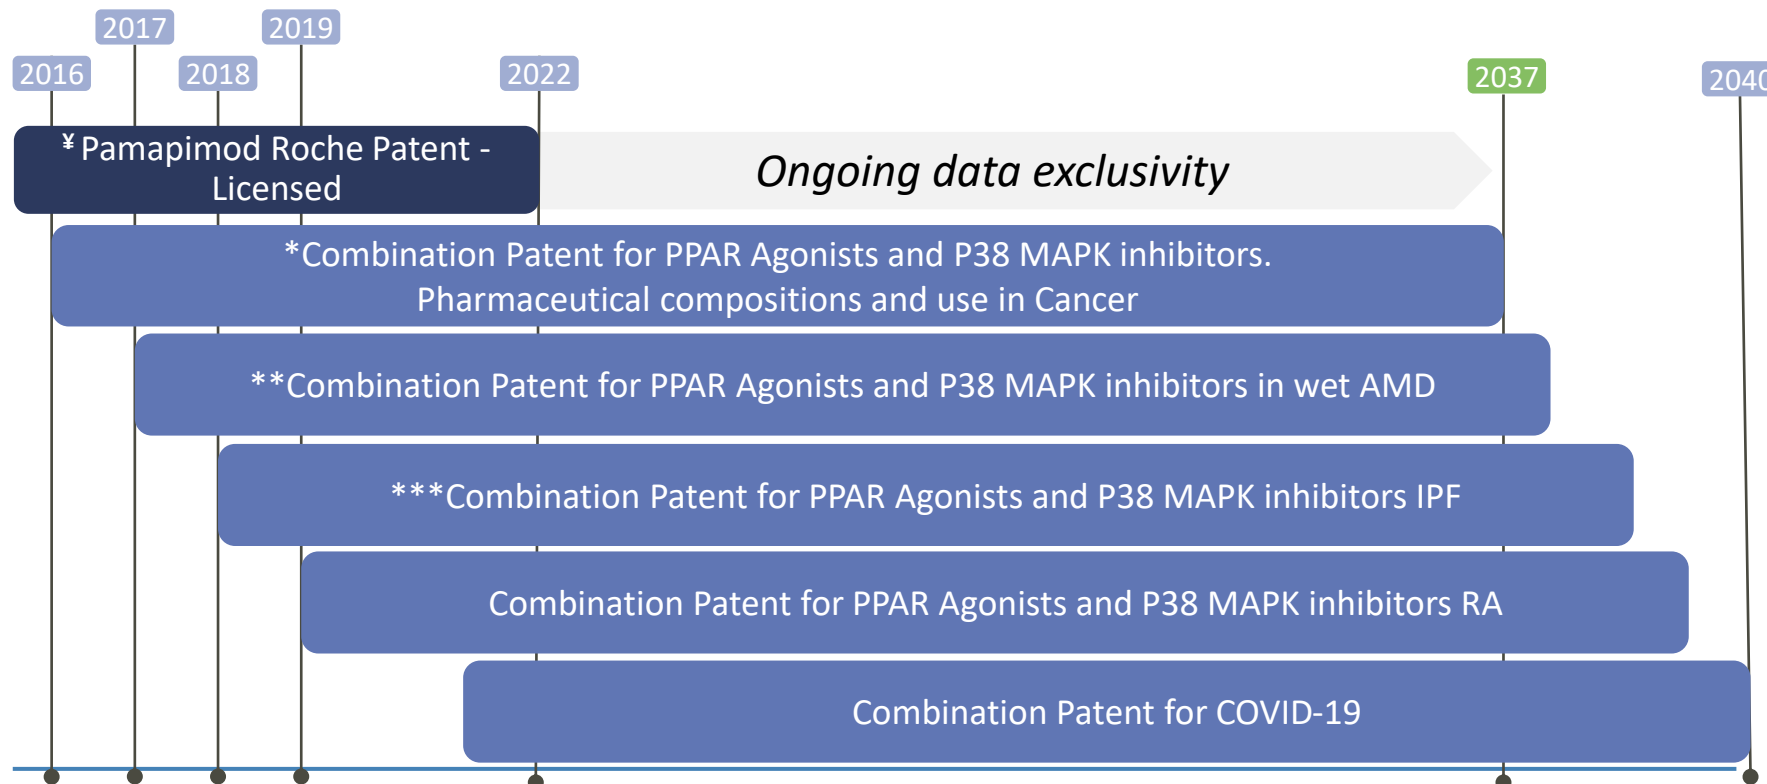 2017
2019
2016
2018
2022
2037
2040
¥ Pamapimod Roche Patent -
Licensed
Ongoing data exclusivity
*Combination Patent for PPAR Agonists and P38 MAPK inhibitors.
Pharmaceutical compositions and use in Cancer
**Combination Patent for PPAR Agonists and P38 MAPK inhibitors in wet AMD
***Combination Patent for PPAR Agonists and P38 MAPK inhibitors IPF
Combination Patent for PPAR Agonists and P38 MAPK inhibitors RA
Combination Patent for COVID-19